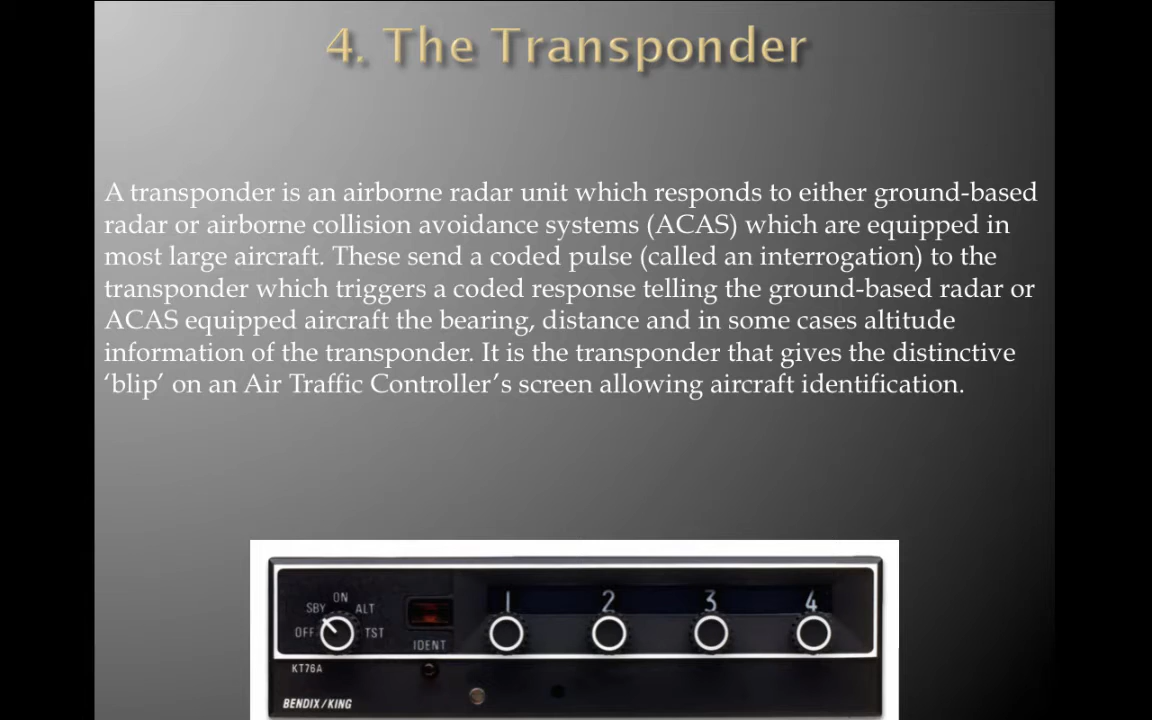 4. The Transponder
A transponder is an airborne radar unit which responds to either ground-based
radar or airborne collision avoidance systems (ACAS) which are equipped in
most large aircraft. These send a coded pulse (called an interrogation) to the
transponder which triggers a coded response telling the ground-based radar or
ACAS equipped aircraft the bearing, distance and in some cases altitude
information of the transponder. It is the transponder that gives the distinctive
‘blip’ on an Air Traffic Controller’s screen allowing aircraft identification.
ON
SBY ALT
OFF TST
IDENT
1 2 3 4
KT76A
BENDIX/KING